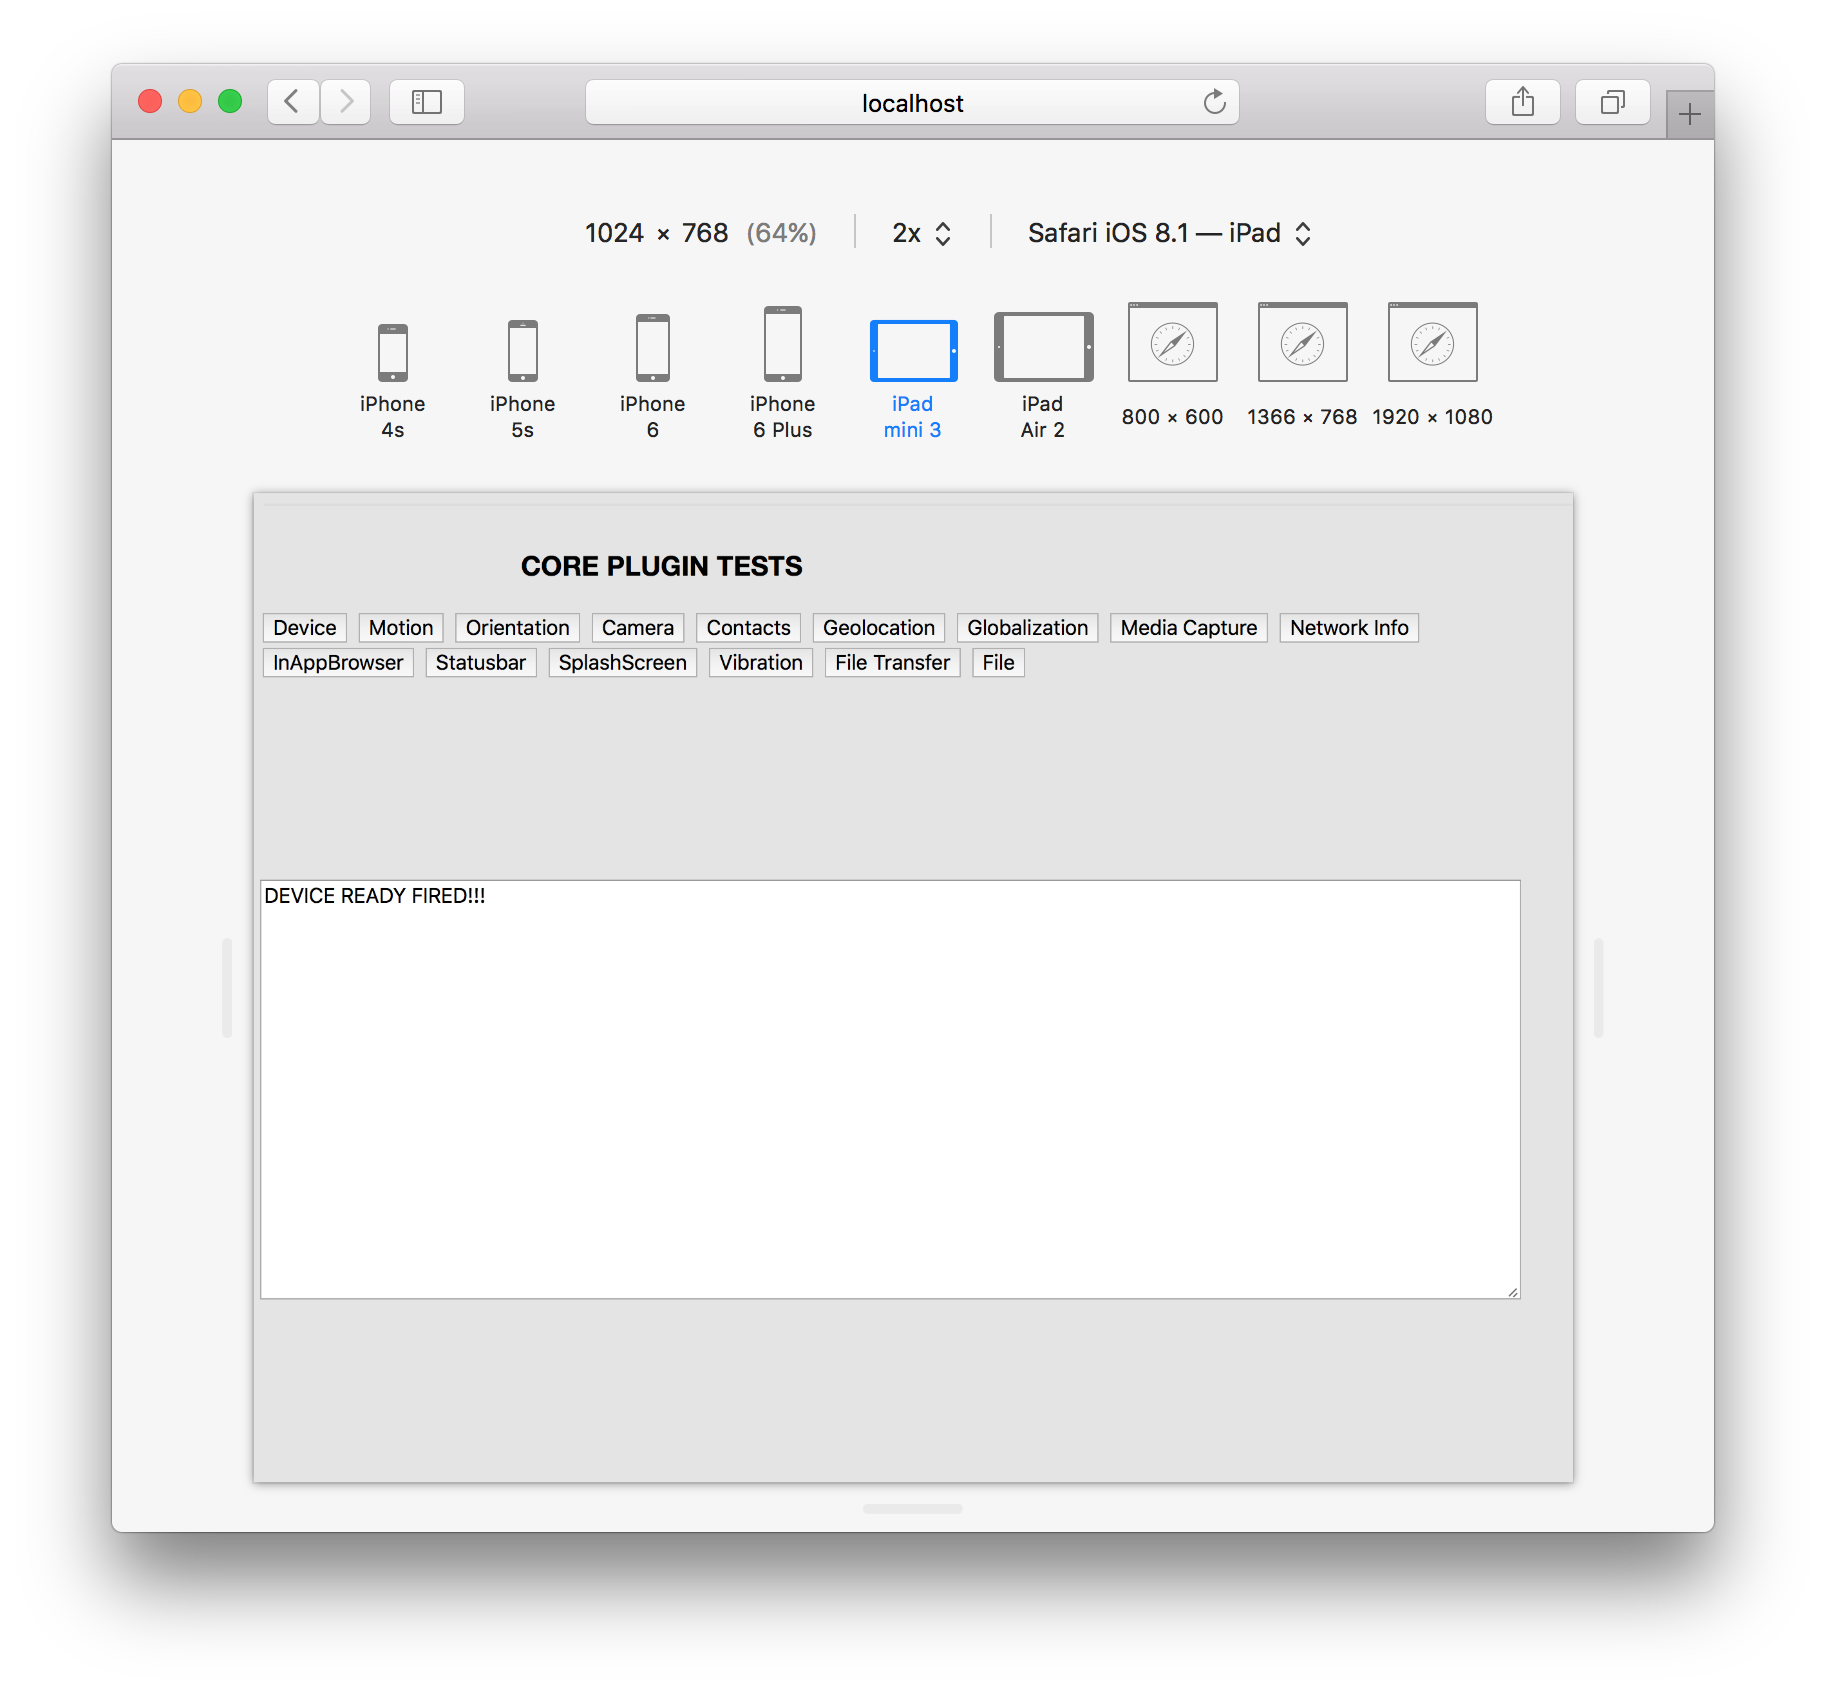 localhost
1024 × 768 (64%) 2x Safari iOS 8.1 — iPad
iPhone 4s
iPhone 5s
iPhone 6
iPhone 6 Plus
iPad mini 3
iPad Air 2
800 × 600
1366 × 768
1920 × 1080
CORE PLUGIN TESTS
Device Motion Orientation Camera Contacts Geolocation Globalization Media Capture Network Info
InAppBrowser Statusbar SplashScreen Vibration File Transfer File
DEVICE READY FIRED!!!